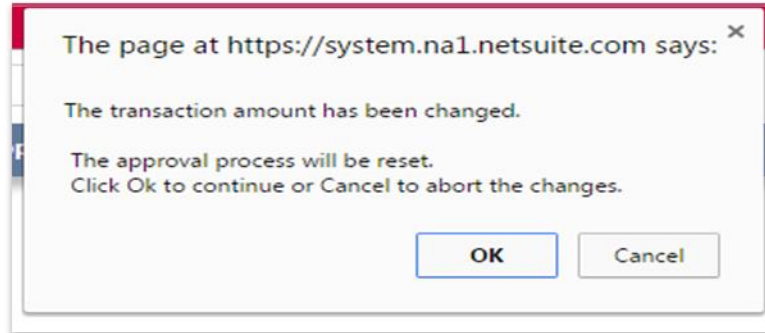 The page at https://system.na1.netsuite.com says:
×
The transaction amount has been changed.
The approval process will be reset.
Click Ok to continue or Cancel to abort the changes.
OK
Cancel